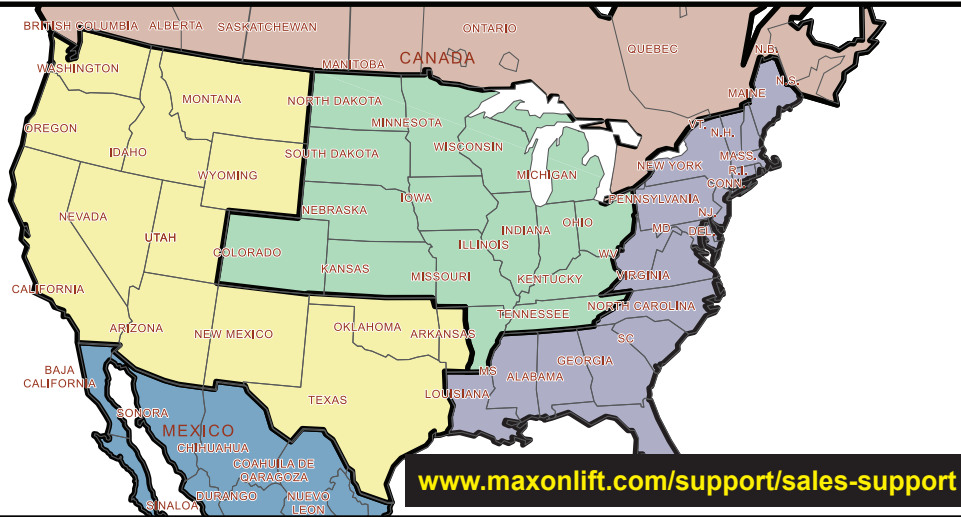 BRITISH COLUMBIA
ALBERTA
SASKATCHEWAN
ONTARIO
QUEBEC
N.B.
CANADA
MANITOBA
WASHINGTON
N.S.
MAINE
MONTANA
NORTH DAKOTA
MINNESOTA
VT.
N.H.
OREGON
IDAHO
SOUTH DAKOTA
WISCONSIN
MASS.
NEW YORK
R.I.
WYOMING
MICHIGAN
CONN.
NEBRASKA
IOWA
PENNSYLVANIA
NEVADA
N.J.
INDIANA
OHIO
MD
DEL.
UTAH
ILLINOIS
COLORADO
WV
KANSAS
MISSOURI
KENTUCKY
VIRGINIA
CALIFORNIA
NORTH CAROLINA
TENNESSEE
ARIZONA
NEW MEXICO
OKLAHOMA
ARKANSAS
SC
GEORGIA
BAJA
CALIFORNIA
MS
ALABAMA
LOUISIANA
TEXAS
SONORA
MEXICO
CHIHUAHUA
COAHUILA DE
QARAGOZA
DURANGO
NUEVO
LEON
SINALOA
www.maxonlift.com/support/sales-support